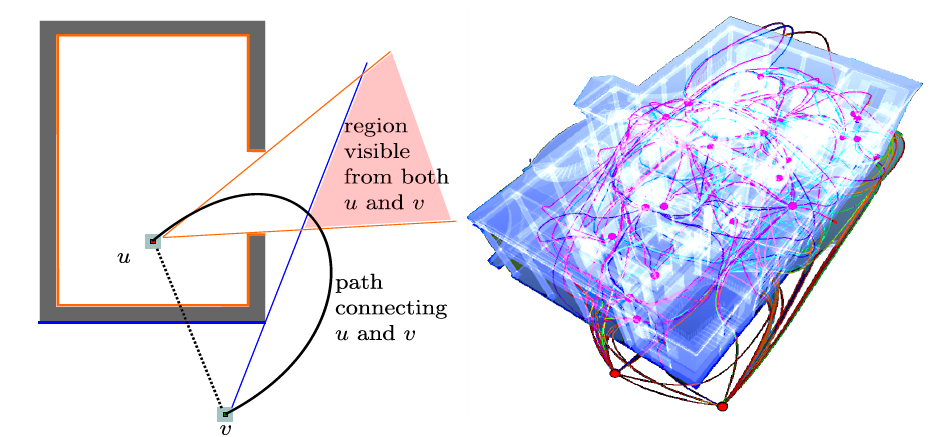 region
visible
from both
u and v
u
path
connecting
u and v
v